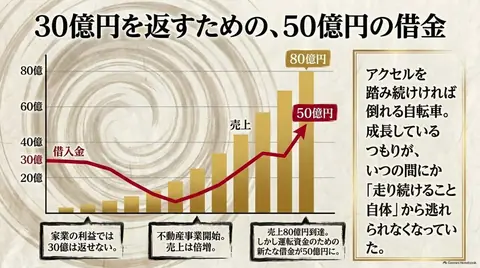 30億円を返すための、50億円の借金
80億円
80億
60億
40億
30億
20億
借入金
売上
50億円
家業の利益では
30億は返せない。
不動産事業開始。
売上は倍増。
売上80億円到達。
しかし運転資金のための
新たな借金が50億円に。
アクセルを
踏み続けければ
倒れる自転車。
成長している
つもりが、
いつの間にか
「走り続けること
自体」から逃れ
られなくなってい
た。